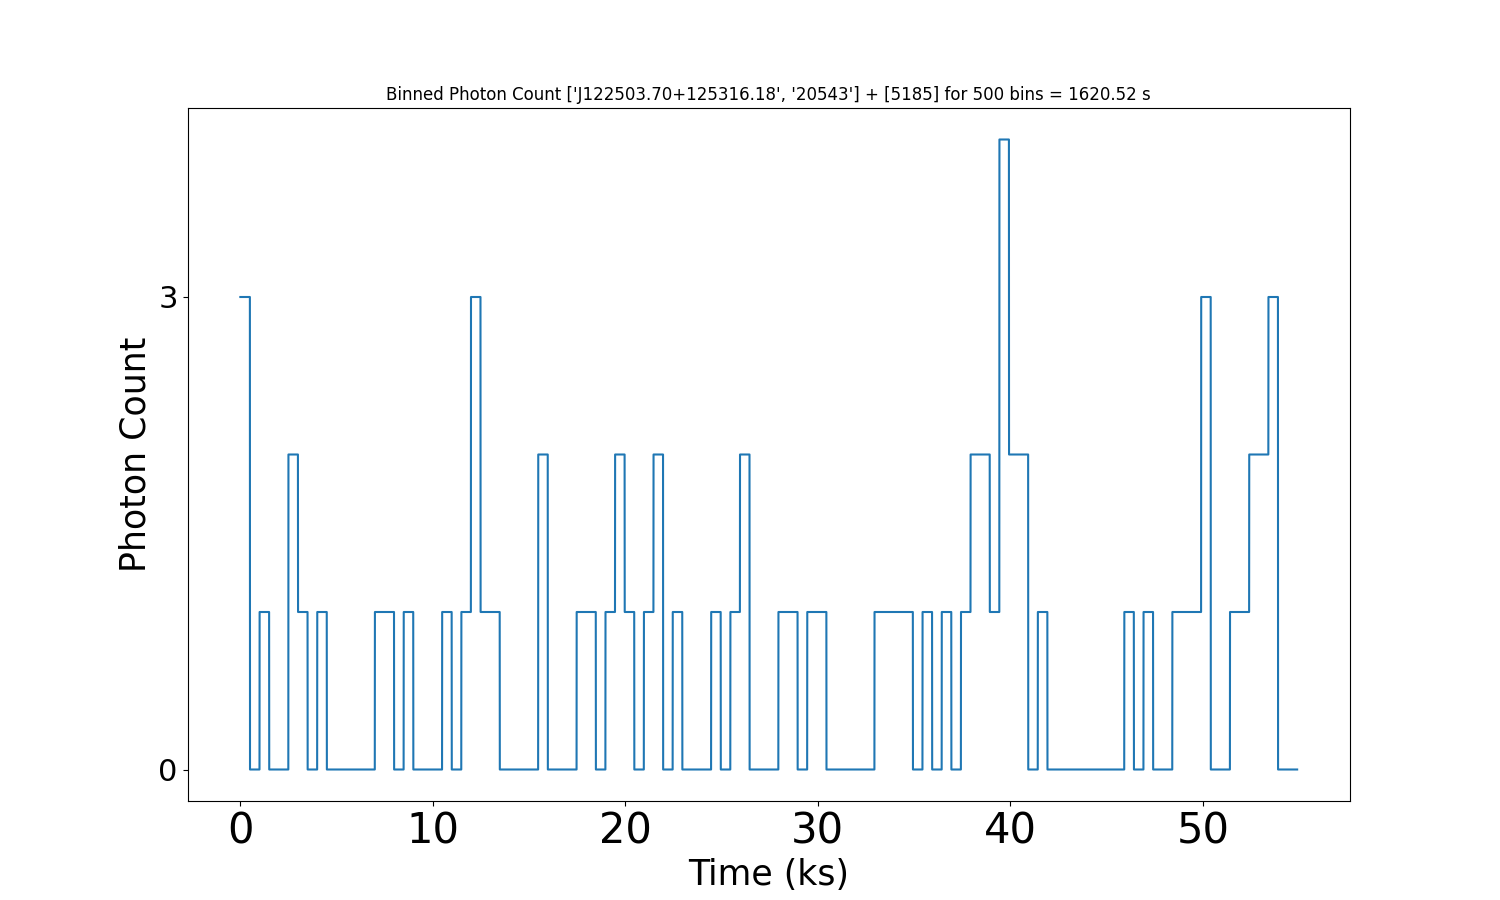 Binned Photon Count ['J122503.70+125316.18', '20543'] + [5185] for 500 bins = 1620.52 s
3
Photon Count
0
0 10 20 30 40 50
Time (ks)